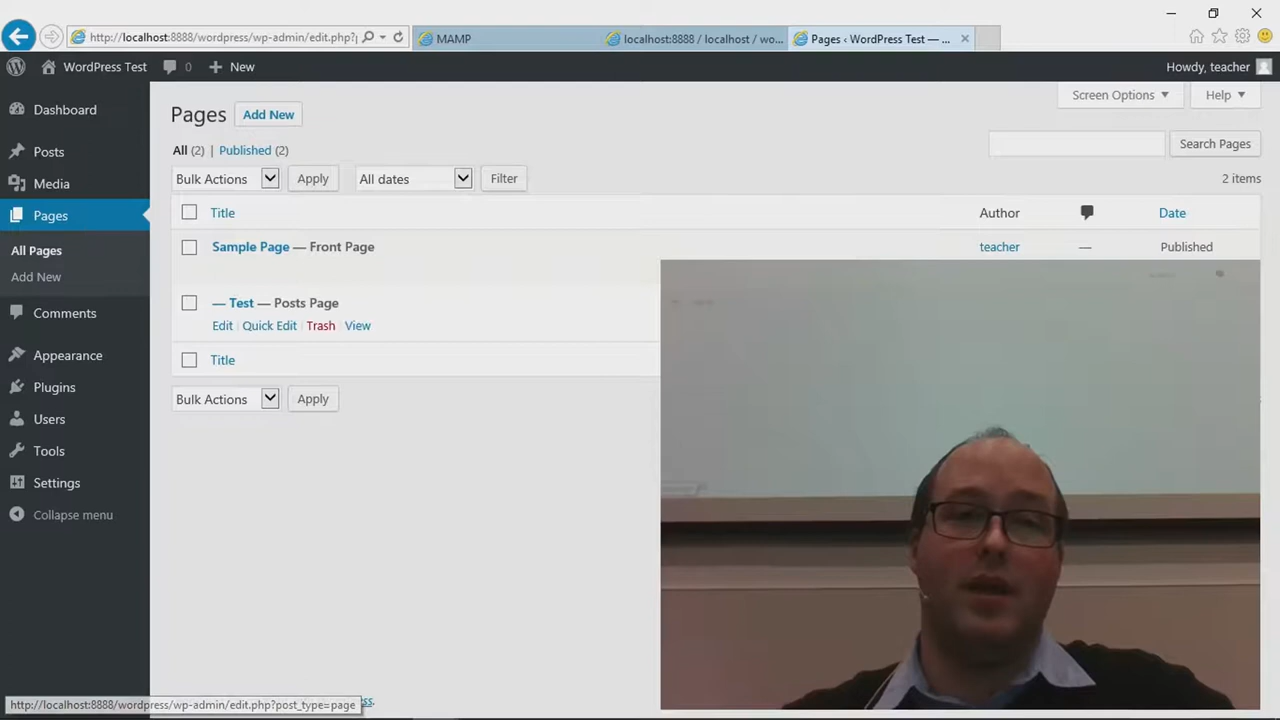 http://localhost:8888/wordpress/wp-admin/edit.php?
MAMP
localhost:8888 / localhost / wo...
Pages ‹ WordPress Test — ...
WordPress Test
0
New
Howdy, teacher
Dashboard
Posts
Media
Pages
All Pages
Add New
Comments
Appearance
Plugins
Users
Tools
Settings
Collapse menu
Screen Options
Help
Pages
Add New
All (2) | Published (2)
Search Pages
Bulk Actions
Apply
All dates
Filter
2 items
Title
Author
Date
Sample Page — Front Page
teacher
—
Published
— Test — Posts Page
Edit | Quick Edit | Trash | View
Title
Bulk Actions
Apply
http://localhost:8888/wordpress/wp-admin/edit.php?post_type=page